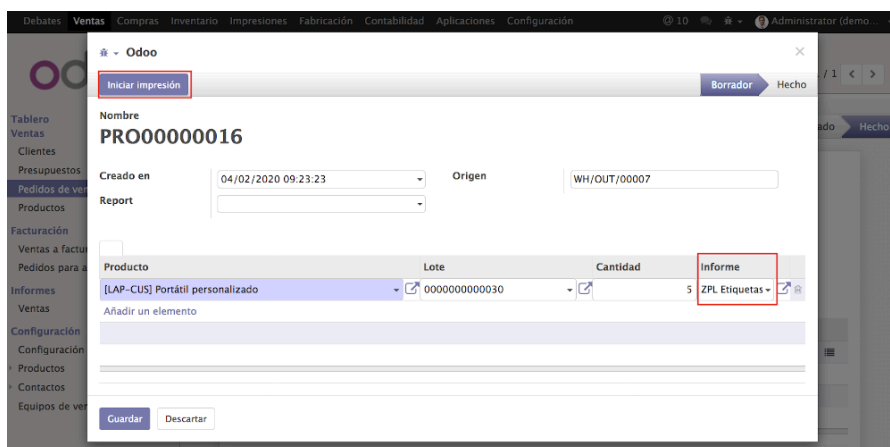 Debates Ventas Compras Inventario Impresiones Fabricación Contabilidad Aplicaciones Configuración @ 10 Administrator (demo...
Odoo ×
Iniciar impresión Borrador Hecho
/ 1 < >
Nombre
PRO00000016
Tablero
Ventas
ado Hecho
Clientes
Presupuestos
Pedidos de ven
Productos
Creado en 04/02/2020 09:23:23 Origen WH/OUT/00007
Report
Facturación
Ventas a factu
Pedidos para a
Informes
Ventas
Configuración
Configuración
Productos
Contactos
Equipos de ver
Producto Lote Cantidad Informe
[LAP-CUS] Portátil personalizado 0000000000030 5 ZPL Etiquetas
Añadir un elemento
Guardar Descartar